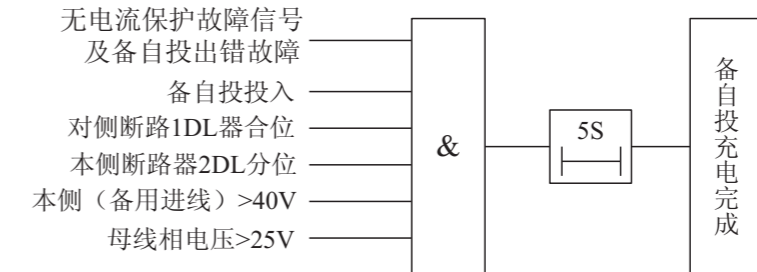 无电流保护故障信号
及备自投出错故障
备自投投入
对侧断路1DL器合位
本侧断路器2DL分位
本侧（备用进线）>40V
母线相电压>25V
&
5S
备自投充电完成